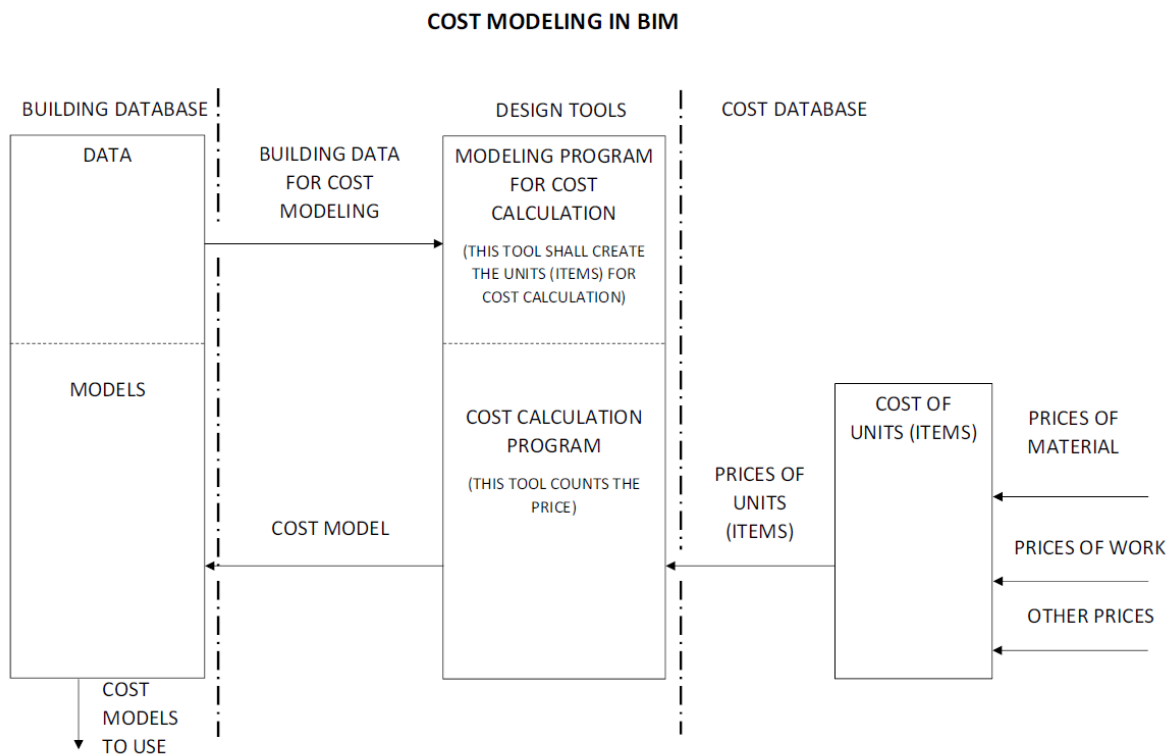 COST MODELING IN BIM
BUILDING DATABASE
DESIGN TOOLS
COST DATABASE
DATA
BUILDING DATA
FOR COST
MODELING
MODELING PROGRAM
FOR COST
CALCULATION
(THIS TOOL SHALL CREATE
THE UNITS (ITEMS) FOR
COST CALCULATION)
MODELS
COST CALCULATION
PROGRAM
(THIS TOOL COUNTS THE
PRICE)
COST OF
UNITS (ITEMS)
PRICES OF
MATERIAL
PRICES OF
UNITS
(ITEMS)
COST MODEL
PRICES OF WORK
OTHER PRICES
COST
MODELS
TO USE